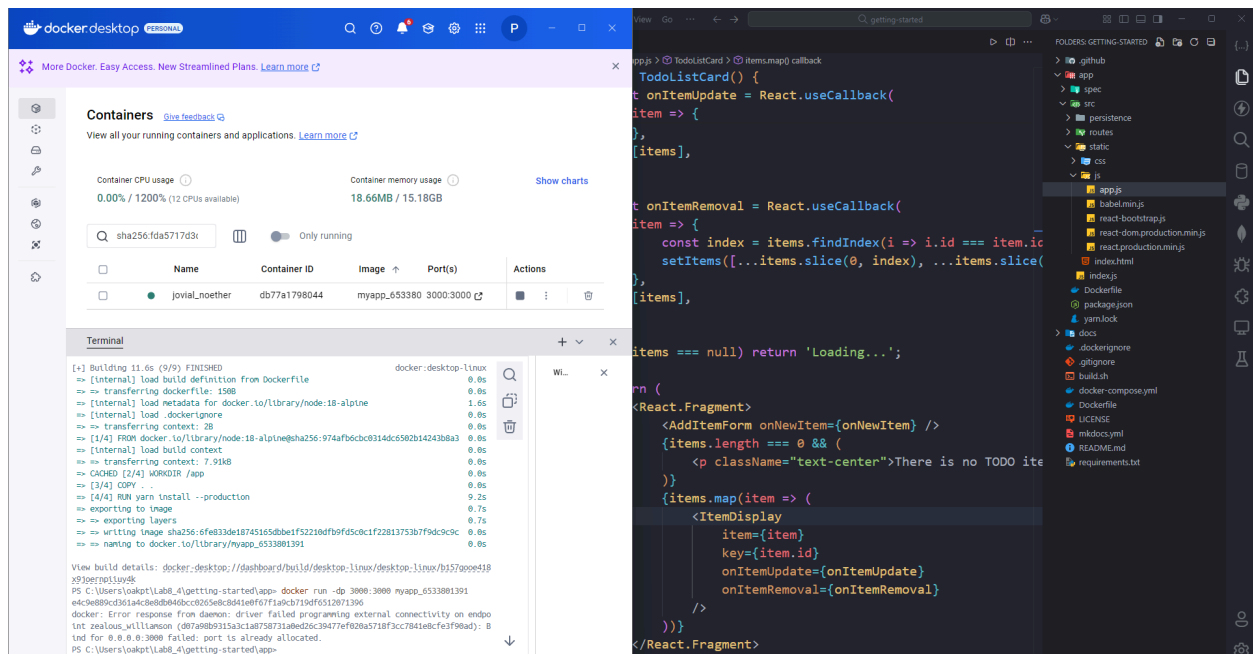 docker desktop PERSONAL
6
P
More Docker. Easy Access. New Streamlined Plans. Learn more
Containers Give feedback
View all your running containers and applications. Learn more
Container CPU usage
0.00% / 1200% (12 CPUs available)
Container memory usage
18.66MB / 15.18GB
Show charts
sha256:fda5717d3
Only running
Name Container ID Image Port(s) Actions
jovial_noether db77a1798044 myapp_653380 3000:3000
Terminal
Wi...
[+] Building 11.6s (9/9) FINISHED docker:desktop-linux
=> [internal] load build definition from Dockerfile 0.0s
=> => transferring dockerfile: 150B 0.0s
=> [internal] load metadata for docker.io/library/node:18-alpine 1.6s
=> [internal] load .dockerignore 0.0s
=> => transferring context: 2B 0.0s
=> [1/4] FROM docker.io/library/node:18-alpine@sha256:974afb6cbc0314dc6502b14243b8a3 0.0s
=> [internal] load build context 0.0s
=> => transferring context: 7.91kB 0.0s
=> CACHED [2/4] WORKDIR /app 0.0s
=> [3/4] COPY . . 0.0s
=> [4/4] RUN yarn install --production 9.2s
=> exporting to image 0.7s
=> => exporting layers 0.7s
=> => writing image sha256:6fe833de18745165dbbe1f52210dfb9fd5c0c1f22813753b7f9dc9c9c 0.0s
=> => naming to docker.io/library/myapp_6533801391 0.0s
View build details: docker-desktop://dashboard/build/desktop-linux/desktop-linux/b157gooe418
x9joernpiiuy4k
PS C:\Users\oakpt\Lab8_4\getting-started\app> docker run -dp 3000:3000 myapp_6533801391
e4c9e889cd361a4c8e8db046bcc0265e8c8d41e0f67f1a9cb719df6512071396
docker: Error response from daemon: driver failed programming external connectivity on endpo
int zealous_williamson (d07a98b9315a3c1a8758731a0ed26c39477ef020a5718f3cc7841e8cfe3f90ad): B
ind for 0.0.0.0:3000 failed: port is already allocated.
PS C:\Users\oakpt\Lab8_4\getting-started\app>
View Go ... getting-started
app.js > TodoListCard > items.map() callback
TodoListCard() {
t onItemUpdate = React.useCallback(
item => {
},
[items],
t onItemRemoval = React.useCallback(
item => {
const index = items.findIndex(i => i.id === item.id
setItems([...items.slice(0, index), ...items.slice(
},
[items],
items === null) return 'Loading...';
rn (
<React.Fragment>
<AddItemForm onNewItem={onNewItem} />
{items.length === 0 && (
<p className="text-center">There is no TODO ite
)}
{items.map(item => (
<ItemDisplay
item={item}
key={item.id}
onItemUpdate={onItemUpdate}
onItemRemoval={onItemRemoval}
/>
))}
</React.Fragment>
FOLDERS: GETTING-STARTED
.github
app
spec
src
persistence
routes
static
css
js
app.js
babel.min.js
react-bootstrap.js
react-dom.production.min.js
react.production.min.js
index.html
index.js
Dockerfile
package.json
yarn.lock
docs
.dockerignore
.gitignore
build.sh
docker-compose.yml
Dockerfile
LICENSE
mkdocs.yml
README.md
requirements.txt